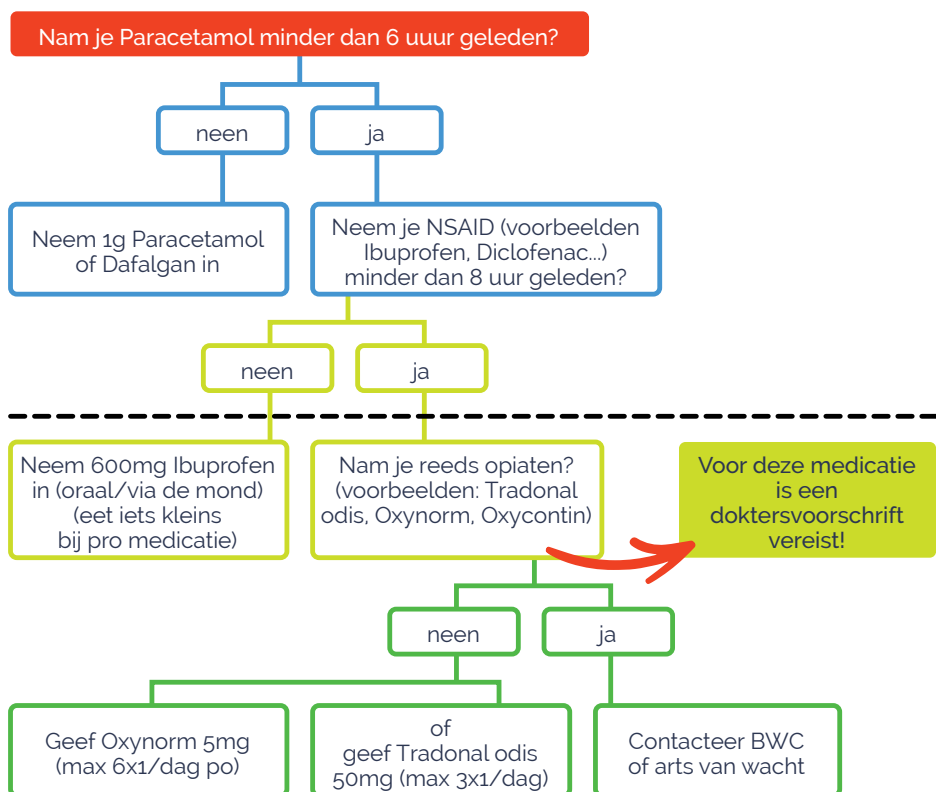 Nam je Paracetamol minder dan 6 uuur geleden?
neen
ja
Neem 1g Paracetamol
of Dafalgan in
Neem je NSAID (voorbeelden
Ibuprofen, Diclofenac...)
minder dan 8 uur geleden?
neen
ja
Neem 600mg Ibuprofen
in (oraal/via de mond)
(eet iets kleins
bij pro medicatie)
Nam je reeds opiaten?
(voorbeelden: Tradonal
odis, Oxynorm, Oxycontin)
Voor deze medicatie
is een
doktersvoorschrift
vereist!
neen
ja
Geef Oxynorm 5mg
(max 6x1/dag po)
of
geef Tradonal odis
50mg (max 3x1/dag)
Contacteer BWC
of arts van wacht